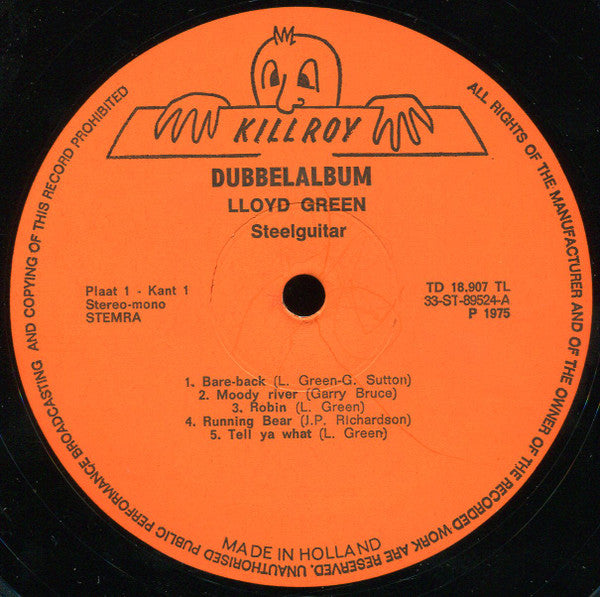 KILLROY
DUBBELALBUM
LLOYD GREEN
Steelguitar
Plaat 1 - Kant 1
Stereo-mono
STEMRA
TD 18.907 TL
33-ST-89524-A
P 1975
1. Bare-back (L. Green-G. Sutton)
2. Moody river (Garry Bruce)
3. Robin (L. Green)
4. Running Bear (J.P. Richardson)
5. Tell ya what (L. Green)
MADE IN HOLLAND
ALL RIGHTS OF THE MANUFACTURER AND OF THE OWNER OF THE RECORDED WORK ARE RESERVED. UNAUTHORISED PUBLIC PERFORMANCE BROADCASTING AND COPYING OF THIS RECORD PROHIBITED